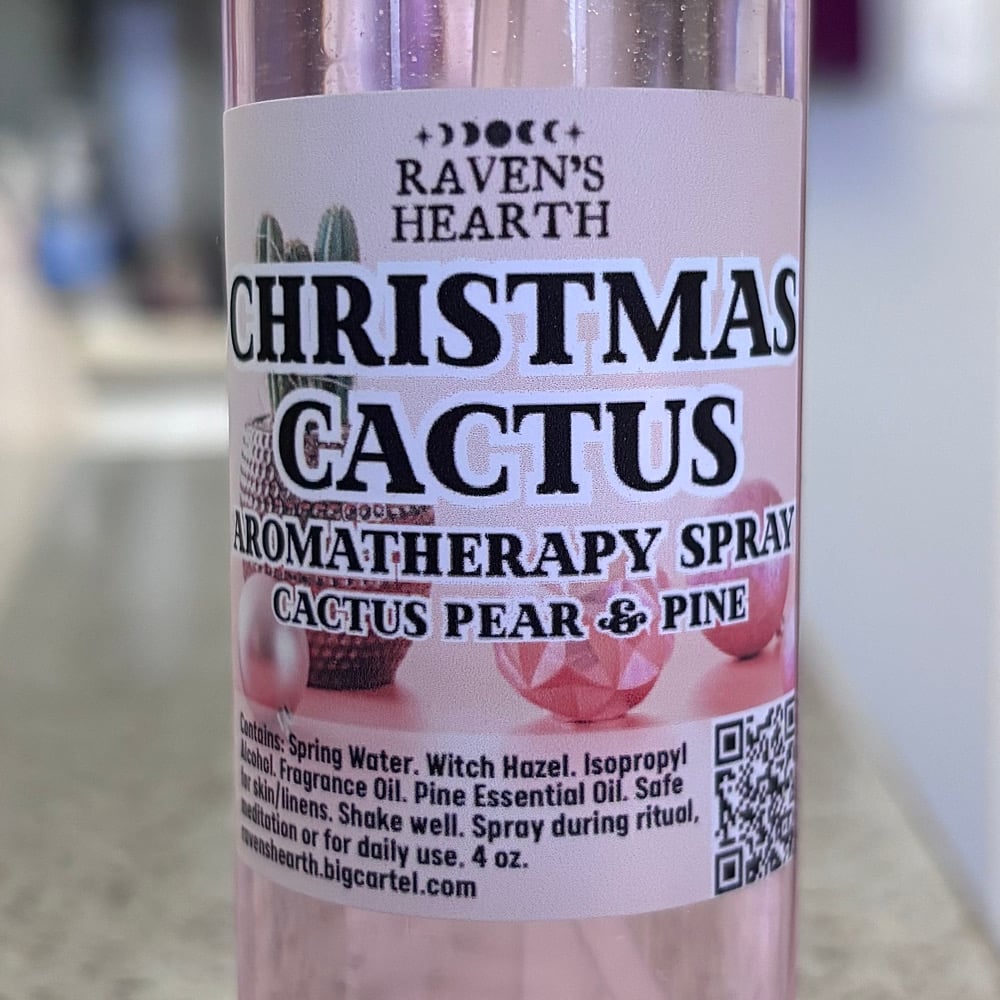 RAVEN'S
HEARTH
CHRISTMAS
CACTUS
AROMATHERAPY SPRAY
CACTUS PEAR & PINE
Contains: Spring Water. Witch Hazel. Isopropyl
Alcohol. Fragrance Oil. Pine Essential Oil. Safe
for skin/linens. Shake well. Spray during ritual,
meditation or for daily use. 4 oz.
ravenshearth.bigcartel.com